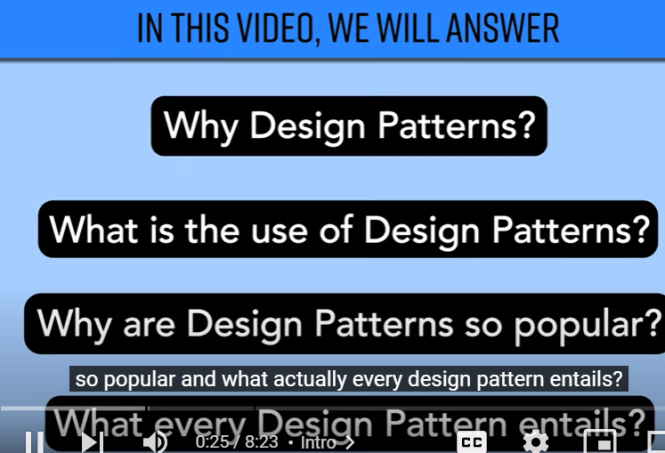 IN THIS VIDEO, WE WILL ANSWER
Why Design Patterns?
What is the use of Design Patterns?
Why are Design Patterns so popular?
so popular and what actually every design pattern entails?
What every Design Pattern entails?
0:25 / 8:23 • Intro >
CC